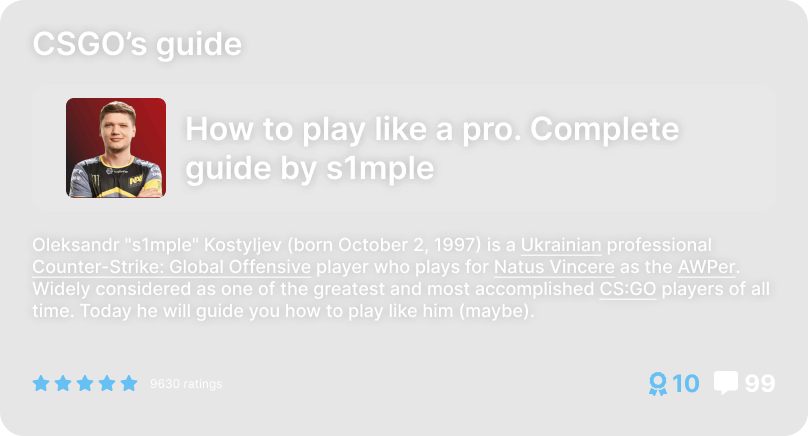 CSGO’s guide
How to play like a pro. Complete
guide by s1mple
Oleksandr "s1mple" Kostyljev (born October 2, 1997) is a Ukrainian professional
Counter-Strike: Global Offensive player who plays for Natus Vincere as the AWPer.
Widely considered as one of the greatest and most accomplished CS:GO players of all
time. Today he will guide you how to play like him (maybe).
9630 ratings
10
99